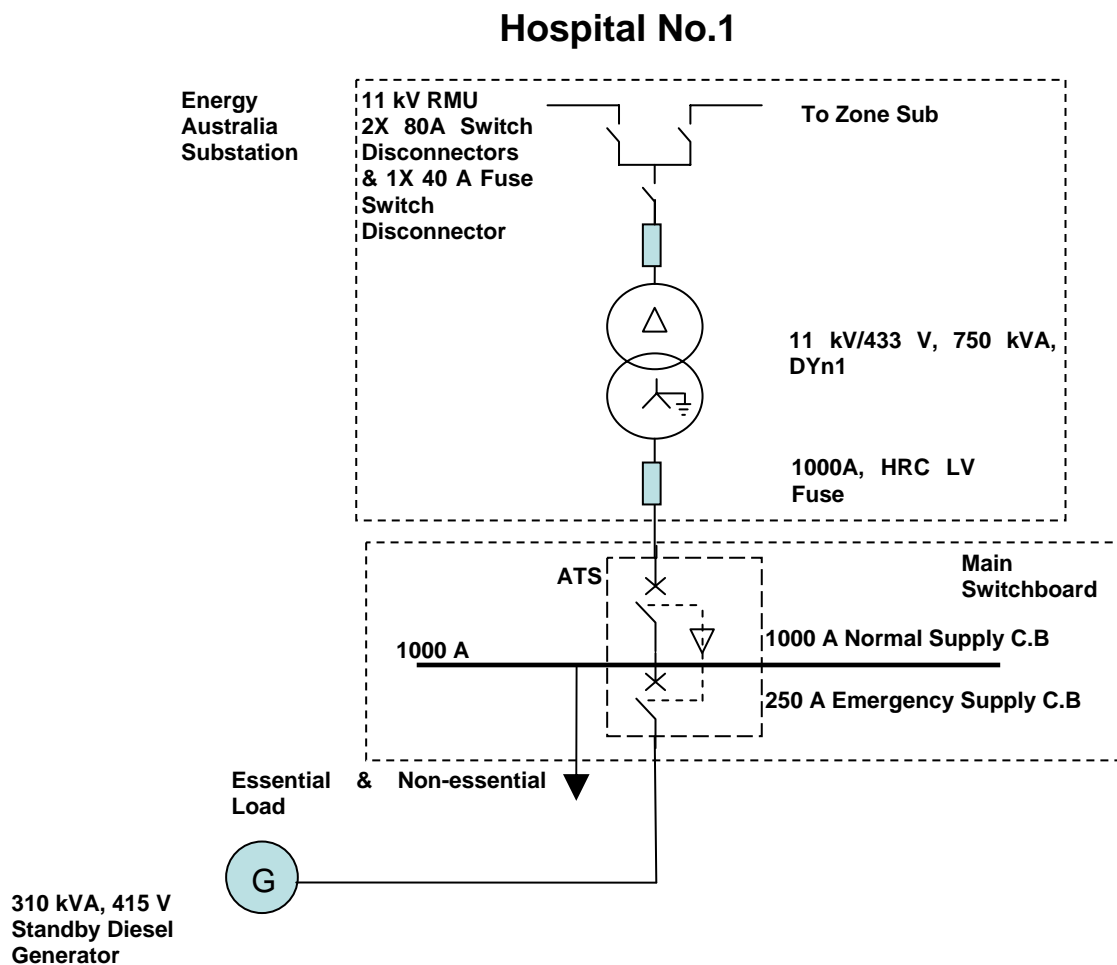 Hospital No.1
Energy
Australia
Substation
11 kV RMU
2X 80A Switch
Disconnectors
& 1X 40 A Fuse
Switch
Disconnector
To Zone Sub
11 kV/433 V, 750 kVA,
DYn1
1000A, HRC LV
Fuse
ATS
Main
Switchboard
1000 A
1000 A Normal Supply C.B
250 A Emergency Supply C.B
Essential & Non-essential
Load
G
310 kVA, 415 V
Standby Diesel
Generator